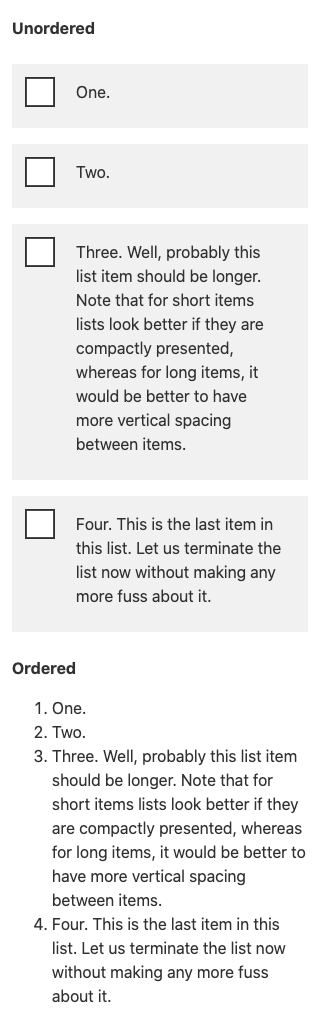 Unordered
One.
Two.
Three. Well, probably this
list item should be longer.
Note that for short items
lists look better if they are
compactly presented,
whereas for long items, it
would be better to have
more vertical spacing
between items.
Four. This is the last item in
this list. Let us terminate the
list now without making any
more fuss about it.
Ordered
1. One.
2. Two.
3. Three. Well, probably this list item
should be longer. Note that for
short items lists look better if they
are compactly presented, whereas
for long items, it would be better to
have more vertical spacing
between items.
4. Four. This is the last item in this
list. Let us terminate the list now
without making any more fuss
about it.